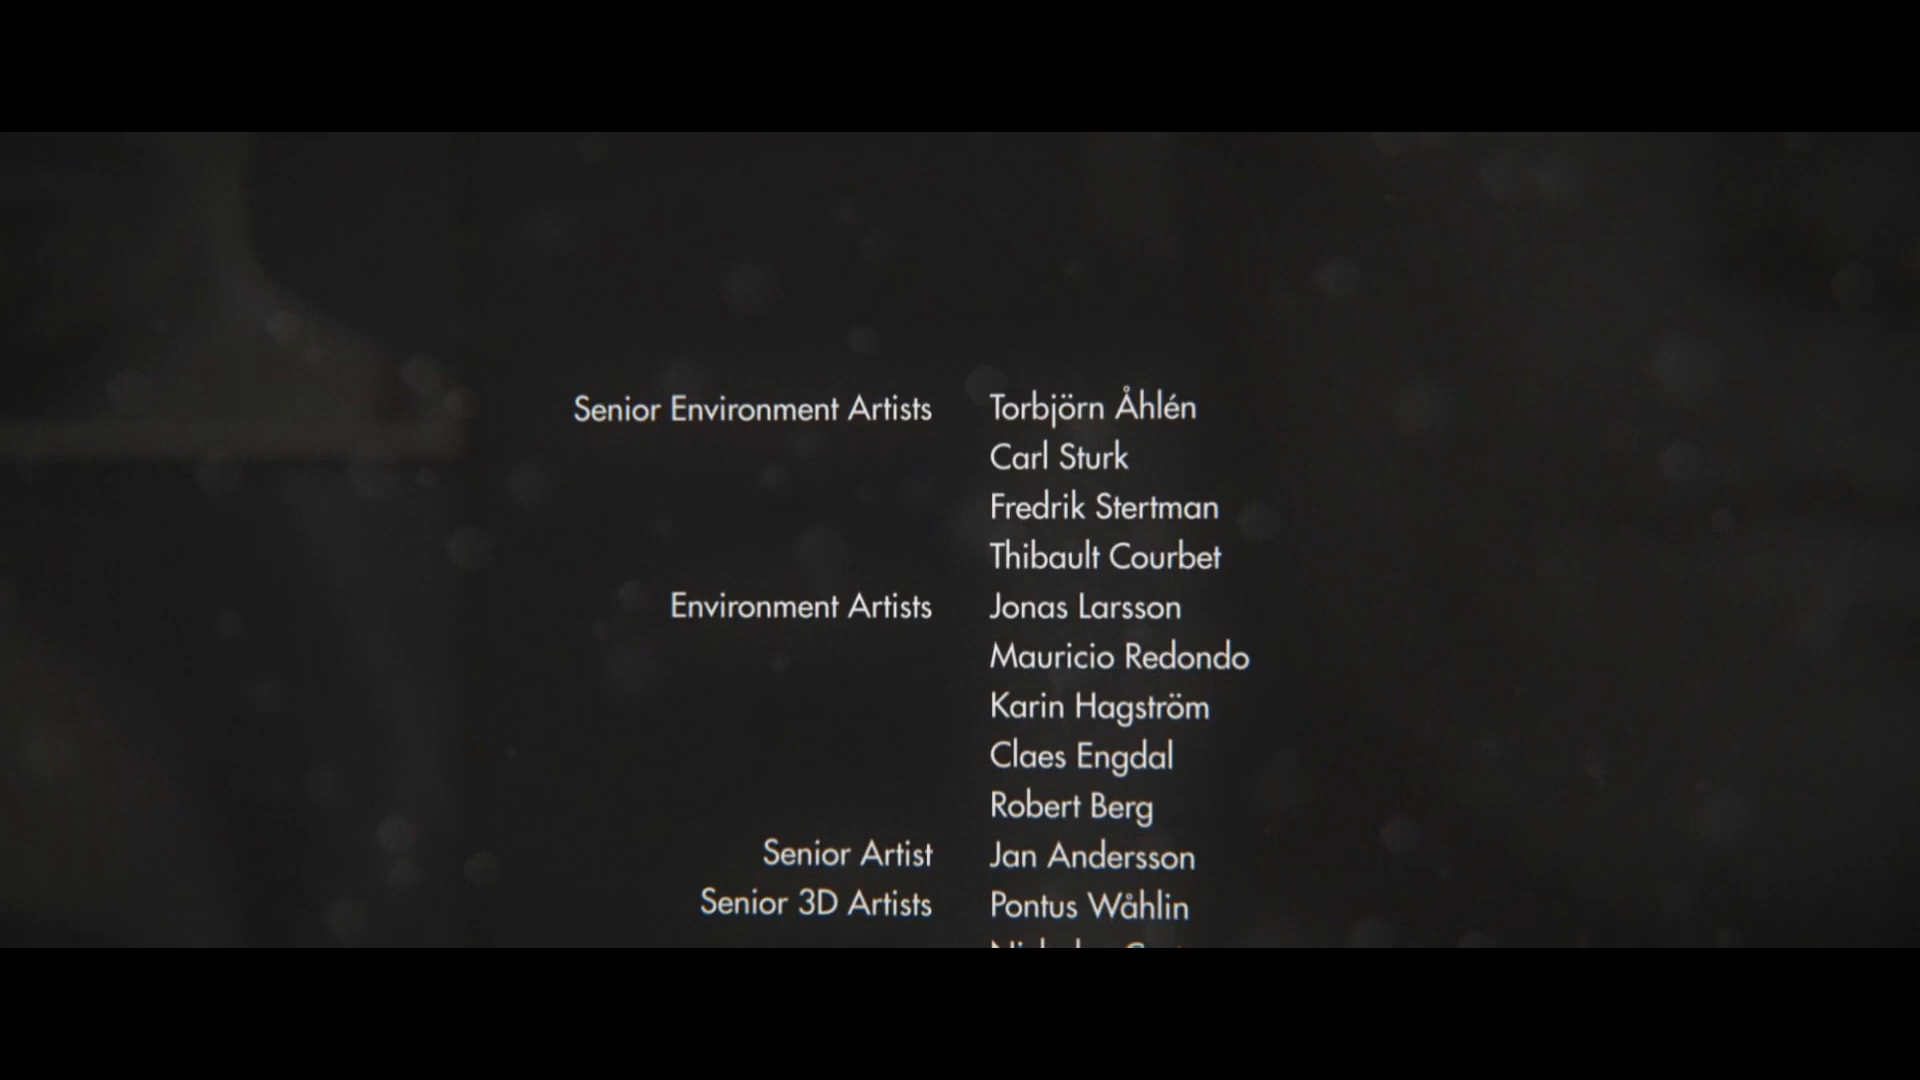 Senior Environment Artists Torbjörn Åhlén
Carl Sturk
Fredrik Stertman
Thibault Courbet
Environment Artists Jonas Larsson
Mauricio Redondo
Karin Hagström
Claes Engdal
Robert Berg
Senior Artist Jan Andersson
Senior 3D Artists Pontus Wåhlin